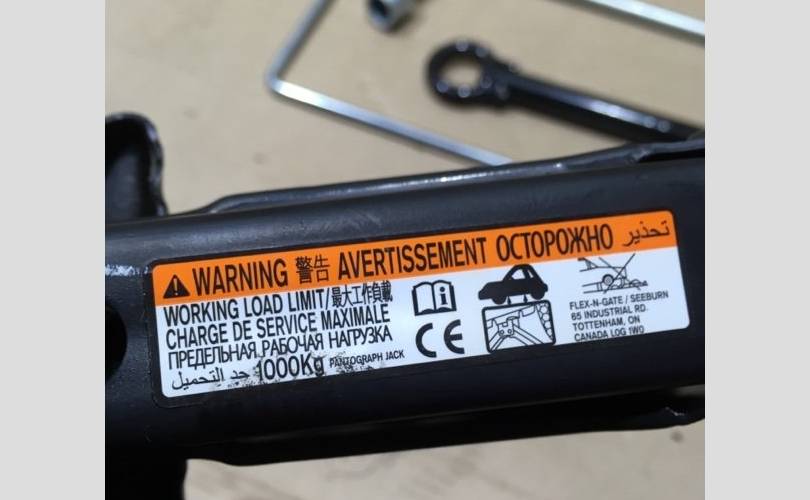 WARNING 警告 AVERTISSEMENT ОСТОРОЖНО تحذير
WORKING LOAD LIMIT/最大工作負載
CHARGE DE SERVICE MAXIMALE
ПРЕДЕЛЬНАЯ РАБОЧАЯ НАГРУЗКА
حد التحميل 1000Kg PANTOGRAPH JACK
CE
FLEX-N-GATE / SEEBURN
65 INDUSTRIAL RD.
TOTTENHAM, ON
CANADA L0G 1W0